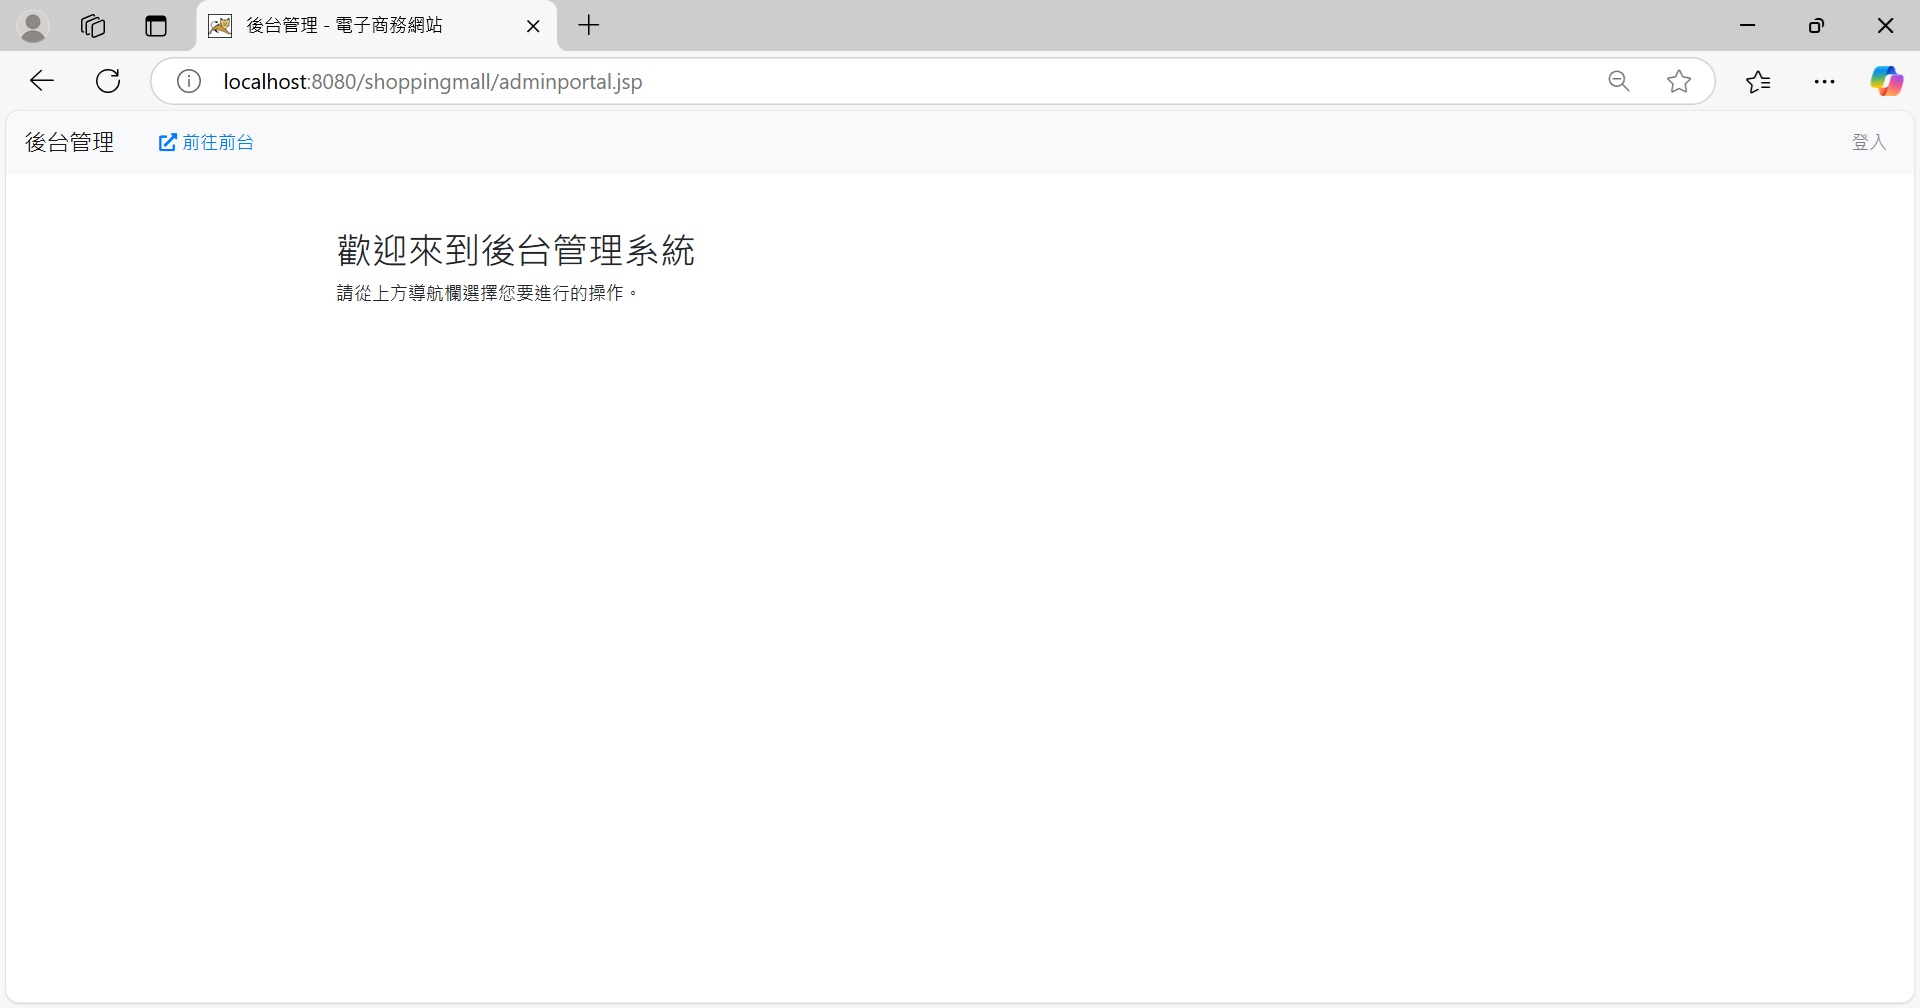 後台管理 - 電子商務網站
localhost:8080/shoppingmall/adminportal.jsp
後台管理 前往前台 登入
歡迎來到後台管理系統
請從上方導航欄選擇您要進行的操作。